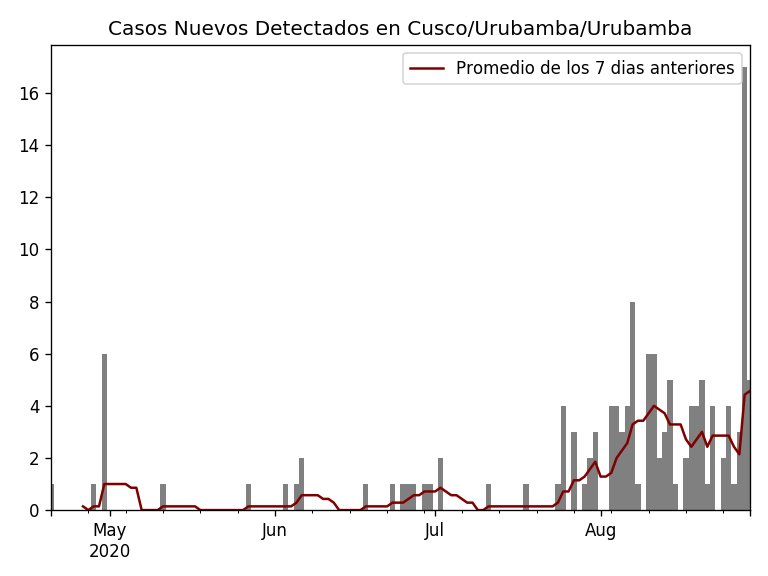 Casos Nuevos Detectados en Cusco/Urubamba/Urubamba
Promedio de los 7 dias anteriores
16
14
12
10
8
6
4
2
0
May
2020
Jun
Jul
Aug